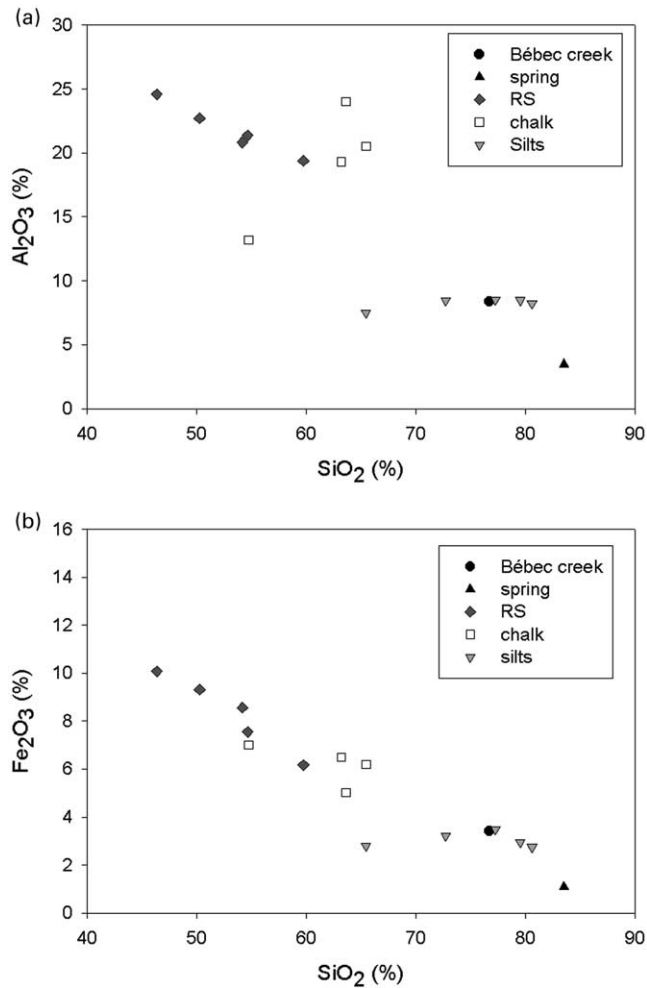 (a)
30
25
20
15
10
5
0
Al₂O₃ (%)
Bébec creek
spring
RS
chalk
Silts
40 50 60 70 80 90
SiO₂ (%)
(b)
16
14
12
10
8
6
4
2
0
Fe₂O₃ (%)
Bébec creek
spring
RS
chalk
silts
40 50 60 70 80 90
SiO₂ (%)